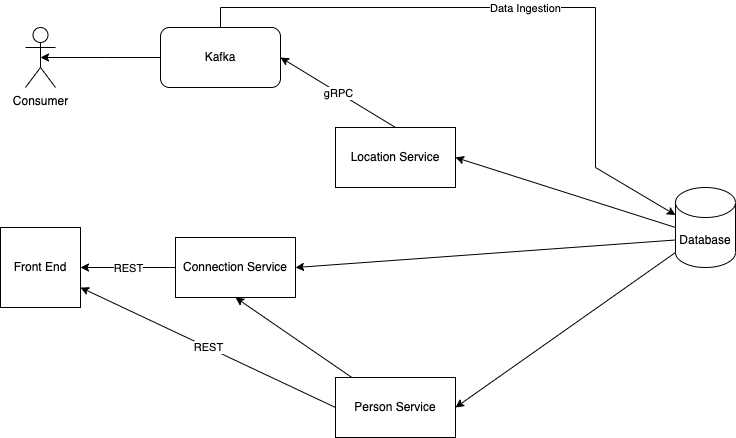 Data Ingestion
Kafka
Consumer
gRPC
Location Service
Database
Front End
REST
Connection Service
REST
Person Service